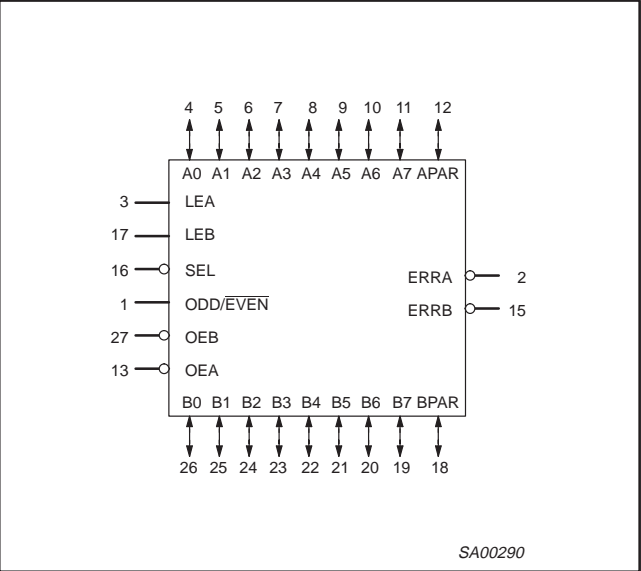 4 5 6 7 8 9 10 11 12
A0 A1 A2 A3 A4 A5 A6 A7 APAR
3 LEA
17 LEB
16 SEL
ERRA 2
1 ODD/EVEN
ERRB 15
27 OEB
13 OEA
B0 B1 B2 B3 B4 B5 B6 B7 BPAR
26 25 24 23 22 21 20 19 18
SA00290